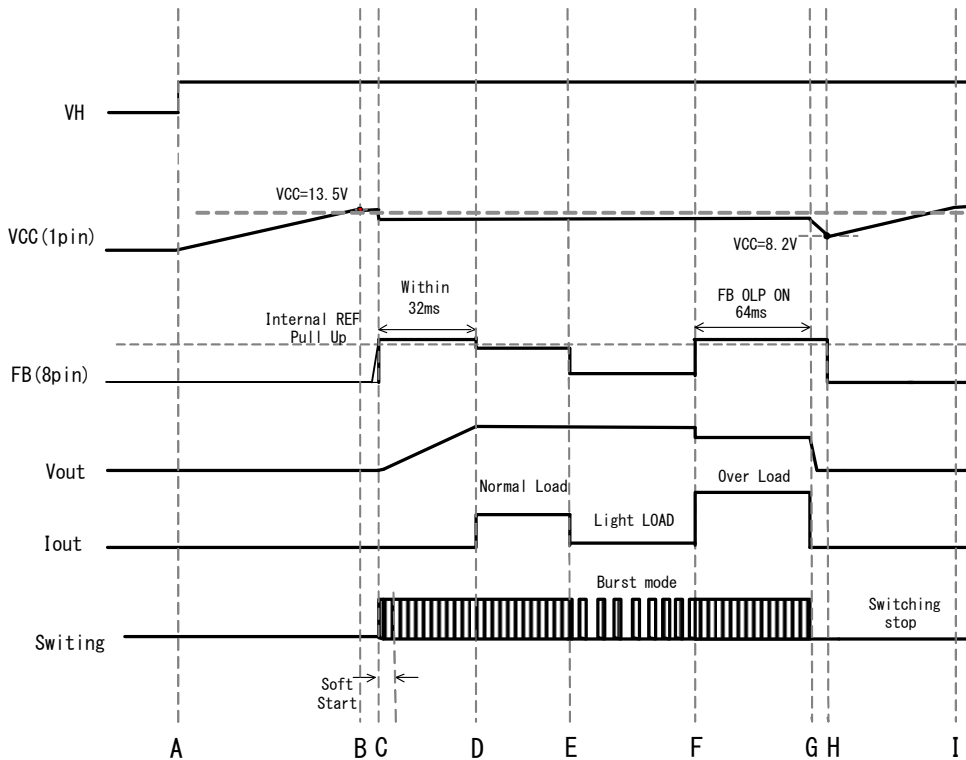 VH
VCC=13.5V
VCC(1pin)
VCC=8.2V
Within
32ms
FB OLP ON
64ms
Internal REF
Pull Up
FB(8pin)
Vout
Normal Load
Over Load
Light LOAD
Iout
Burst mode
Switing
Switching
stop
Soft
Start
A B C D E F G H I